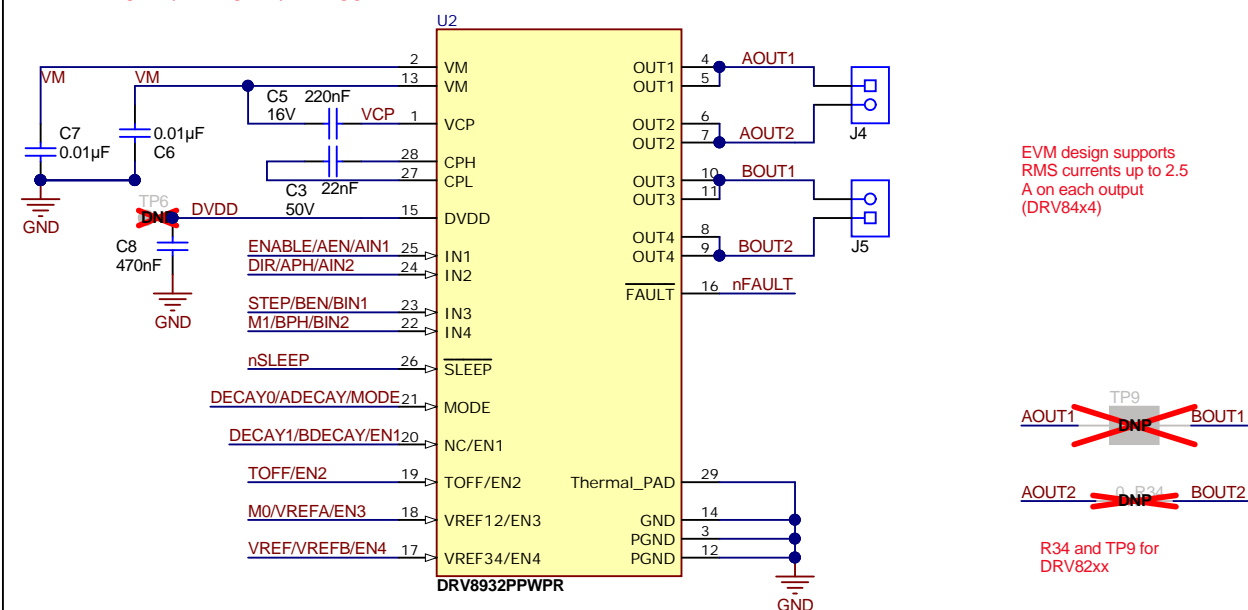 U2
VM
VM
C7
0.01µF
0.01µF
C6
C5
16V
220nF
VCP
C3
22nF
50V
GND
TP6
DNP
DVDD
C8
470nF
GND
ENABLE/AEN/AIN1
DIR/APH/AIN2
STEP/BEN/BIN1
M1/BPH/BIN2
nSLEEP
DECAY0/ADECAY/MODE
DECAY1/BDECAY/EN1
TOFF/EN2
M0/VREFA/EN3
VREF/VREFB/EN4
2 VM
13 VM
1 VCP
28 CPH
27 CPL
15 DVDD
25 IN1
24 IN2
23 IN3
22 IN4
26 SLEEP
21 MODE
20 NC/EN1
19 TOFF/EN2
18 VREF12/EN3
17 VREF34/EN4
OUT1 4 AOUT1
OUT1 5
OUT2 6
OUT2 7 AOUT2
OUT3 10 BOUT1
OUT3 11
OUT4 8
OUT4 9 BOUT2
FAULT 16 nFAULT
Thermal_PAD 29
GND 14
PGND 3
PGND 12
GND
DRV8932PPWPR
J4
J5
EVM design supports
RMS currents up to 2.5
A on each output
(DRV84x4)
TP9
AOUT1 DNP BOUT1
0 R34
AOUT2 DNP BOUT2
R34 and TP9 for
DRV82xx